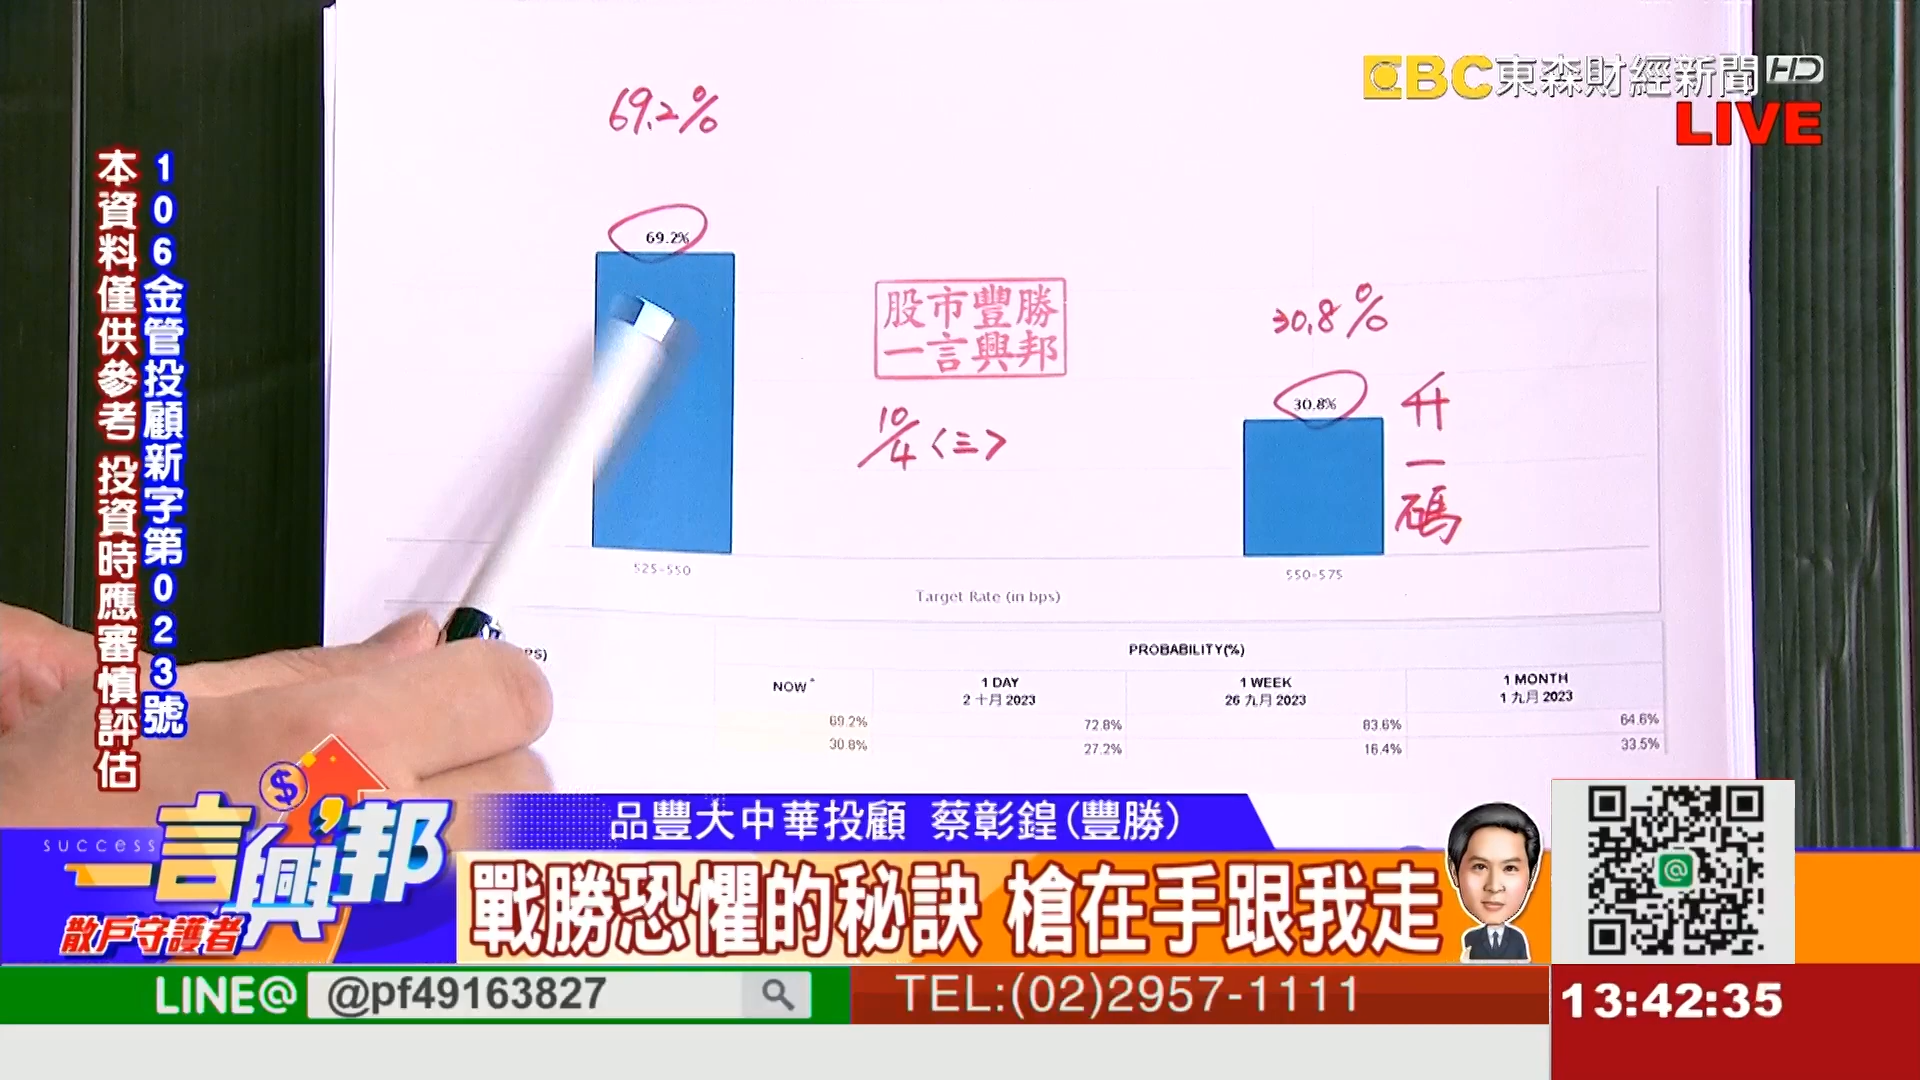 EBC東森財經新聞HD
LIVE
106金管投顧新字第023號
本資料僅供參考 投資時應審慎評估
69.2%
69.2%
股市豐勝
一言興邦
10/4〈三〉
30.8%
30.8%
升一碼
525-550
550-575
Target Rate (in bps)
PS)
PROBABILITY(%)
NOW *
1 DAY
2 十月 2023
1 WEEK
26 九月 2023
1 MONTH
1 九月 2023
69.2% 72.8% 83.6% 64.6%
30.8% 27.2% 16.4% 33.5%
success
一言興邦
散戶守護者
品豐大中華投顧 蔡彰鍠(豐勝)
戰勝恐懼的秘訣 槍在手跟我走
LINE@ @pf49163827 TEL:(02)2957-1111
13:42:35